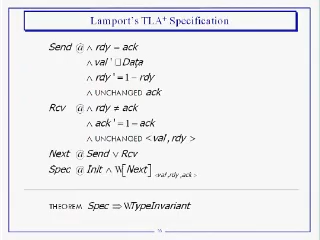 Lamport's TLA+ Specification
Send @ ∧ rdy = ack
∧ val ' ⎕ Data
∧ rdy ' = 1 − rdy
∧ UNCHANGED ack
Rcv @ ∧ rdy ≠ ack
∧ ack ' = 1 − ack
∧ UNCHANGED < val , rdy >
Next @ Send ∨ Rcv
Spec @ Init ∧ W[ Next ] <val ,rdy ,ack >
THEOREM Spec ⇒ WTypeInvariant